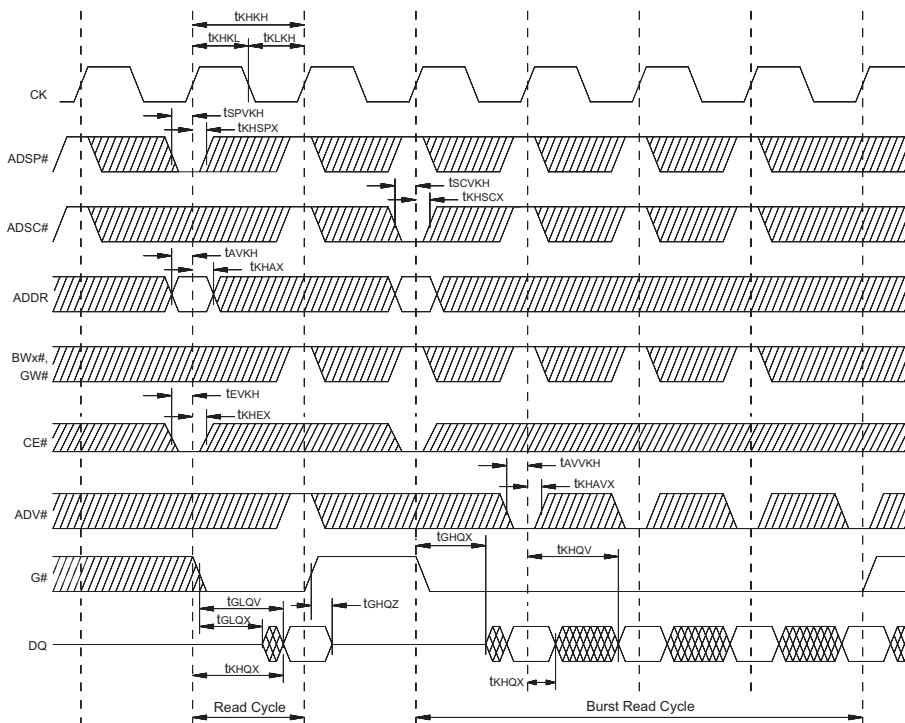 tKHKH
tKHKL
tKLKH
CK
tSPVKH
tKHSPX
ADSP#
tSCVKH
tKHSCX
ADSC#
tAVKH
tKHAX
ADDR
BWx#,
GW#
tEVKH
tKHEX
CE#
tAVVKH
tKHAVX
ADV#
tGHQX
tKHQV
G#
tGLQV
tGHQZ
tGLQX
DQ
tKHQX
tKHQX
Read Cycle
Burst Read Cycle